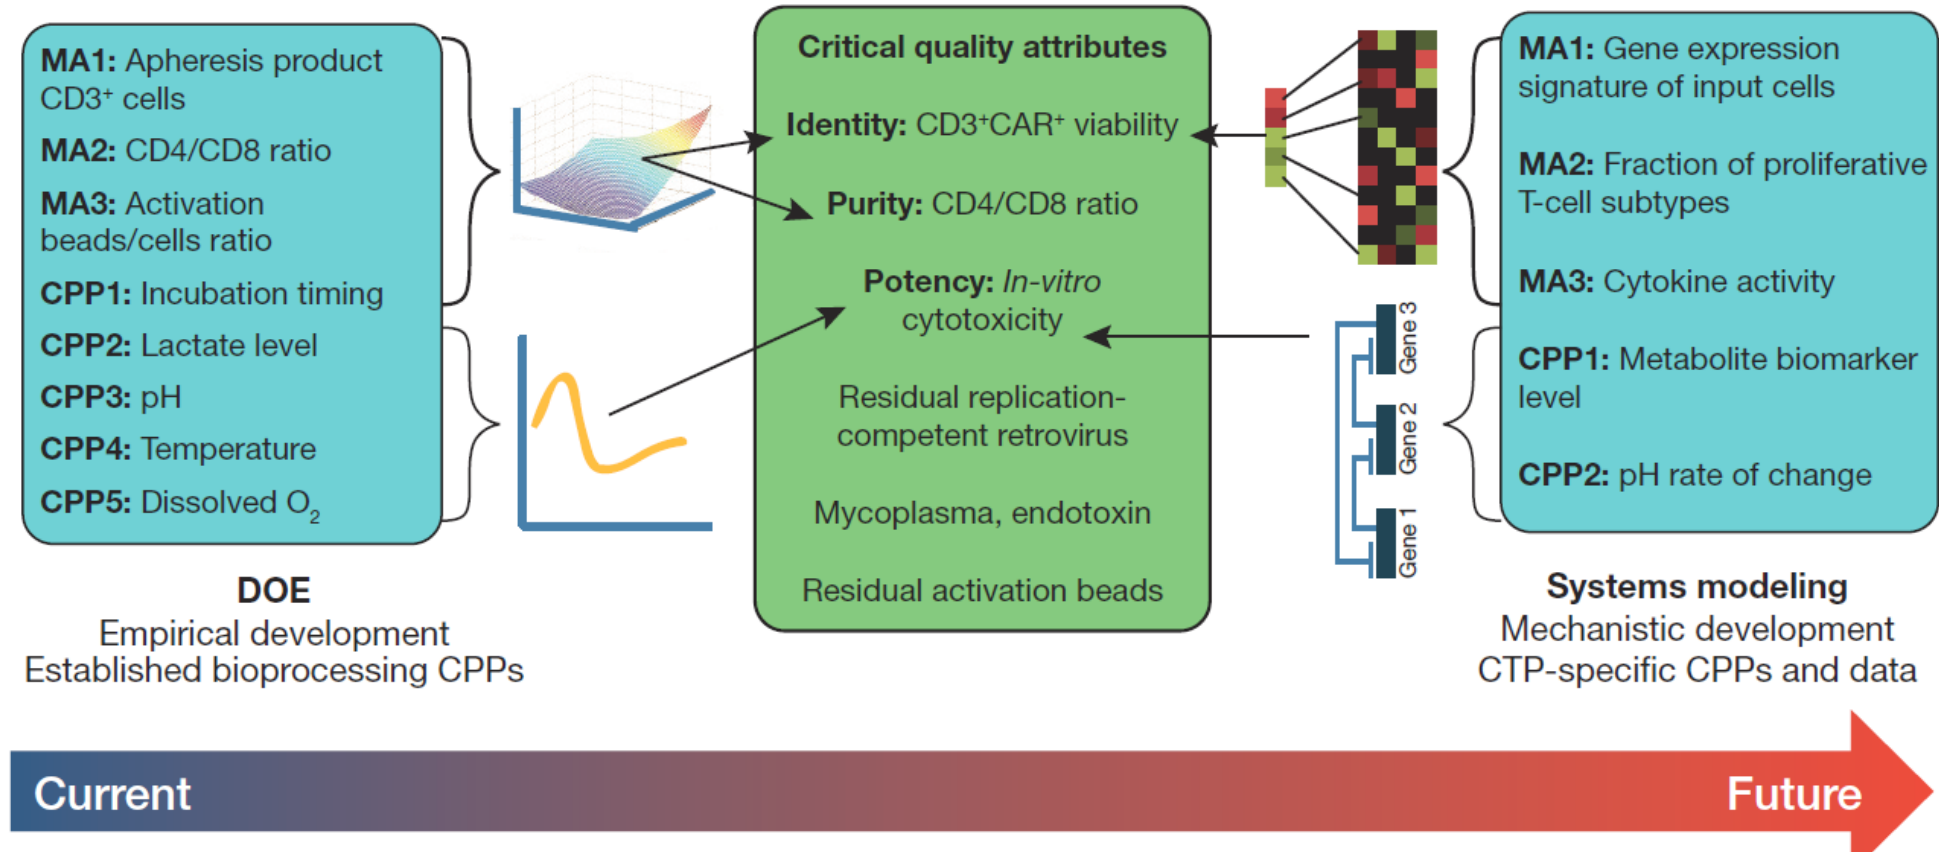 MA1: Apheresis product
CD3⁺ cells
MA2: CD4/CD8 ratio
MA3: Activation
beads/cells ratio
CPP1: Incubation timing
CPP2: Lactate level
CPP3: pH
CPP4: Temperature
CPP5: Dissolved O₂
DOE
Empirical development
Established bioprocessing CPPs
Critical quality attributes
Identity: CD3⁺CAR⁺ viability
Purity: CD4/CD8 ratio
Potency: In-vitro
cytotoxicity
Residual replication-
competent retrovirus
Mycoplasma, endotoxin
Residual activation beads
Gene 3
Gene 2
Gene 1
MA1: Gene expression
signature of input cells
MA2: Fraction of proliferative
T-cell subtypes
MA3: Cytokine activity
CPP1: Metabolite biomarker
level
CPP2: pH rate of change
Systems modeling
Mechanistic development
CTP-specific CPPs and data
Current
Future